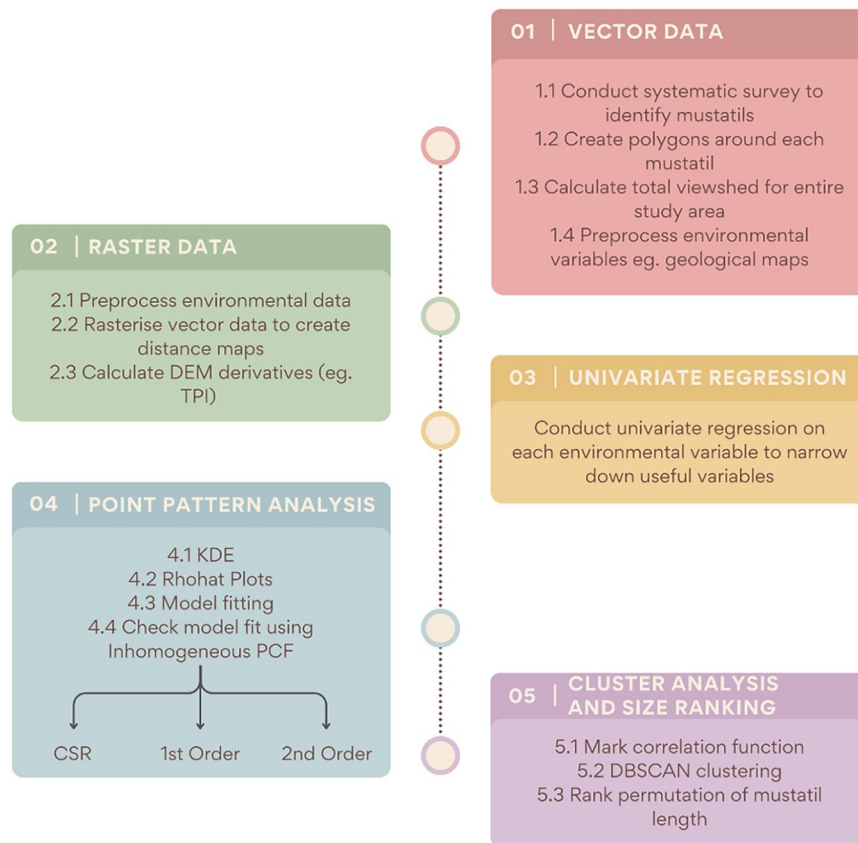 01 | VECTOR DATA
1.1 Conduct systematic survey to
identify mustatils
1.2 Create polygons around each
mustatil
1.3 Calculate total viewshed for entire
study area
1.4 Preprocess environmental
variables eg. geological maps
02 | RASTER DATA
2.1 Preprocess environmental data
2.2 Rasterise vector data to create
distance maps
2.3 Calculate DEM derivatives (eg.
TPI)
03 | UNIVARIATE REGRESSION
Conduct univariate regression on
each environmental variable to narrow
down useful variables
04 | POINT PATTERN ANALYSIS
4.1 KDE
4.2 Rhohat Plots
4.3 Model fitting
4.4 Check model fit using
Inhomogeneous PCF
CSR 1st Order 2nd Order
05 | CLUSTER ANALYSIS
AND SIZE RANKING
5.1 Mark correlation function
5.2 DBSCAN clustering
5.3 Rank permutation of mustatil
length